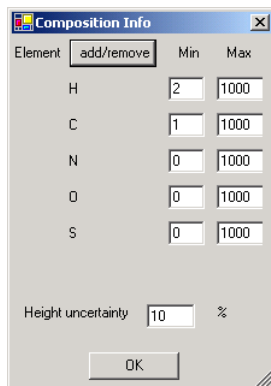 Composition Info
Element add/remove Min Max
H 2 1000
C 1 1000
N 0 1000
O 0 1000
S 0 1000
Height uncertainty 10 %
OK